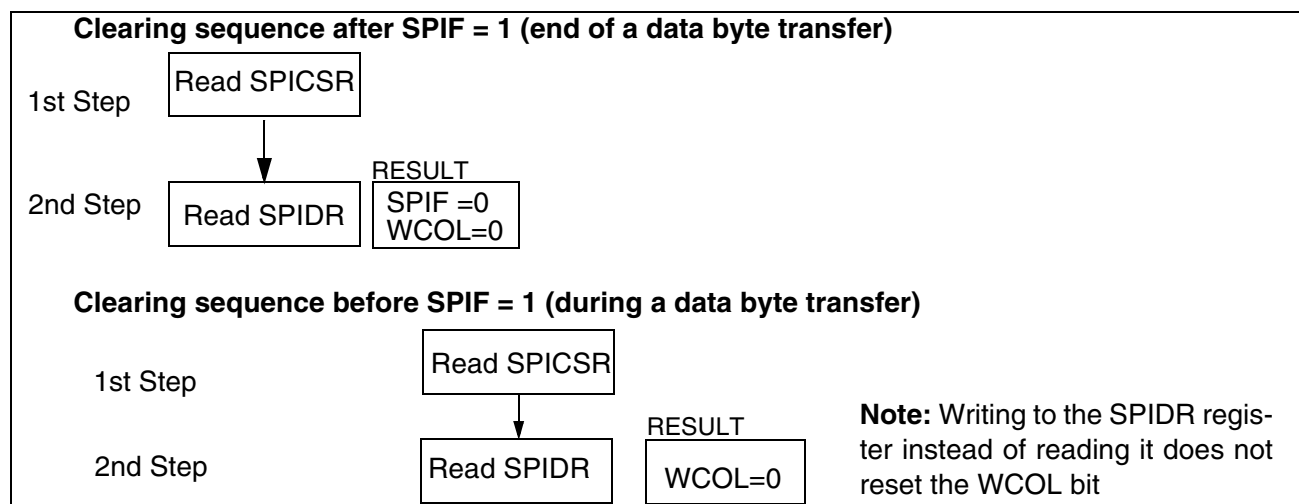 Clearing sequence after SPIF = 1 (end of a data byte transfer)
1st Step
Read SPICSR
2nd Step
Read SPIDR
RESULT
SPIF =0
WCOL=0
Clearing sequence before SPIF = 1 (during a data byte transfer)
1st Step
Read SPICSR
2nd Step
Read SPIDR
RESULT
WCOL=0
Note: Writing to the SPIDR regis-
ter instead of reading it does not
reset the WCOL bit